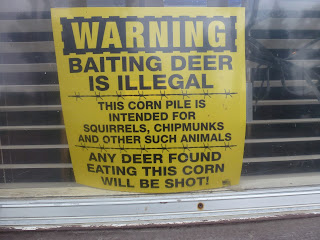 WARNING
BAITING DEER
IS ILLEGAL
THIS CORN PILE IS
INTENDED FOR
SQUIRRELS, CHIPMUNKS
AND OTHER SUCH ANIMALS
ANY DEER FOUND
EATING THIS CORN
WILL BE SHOT!